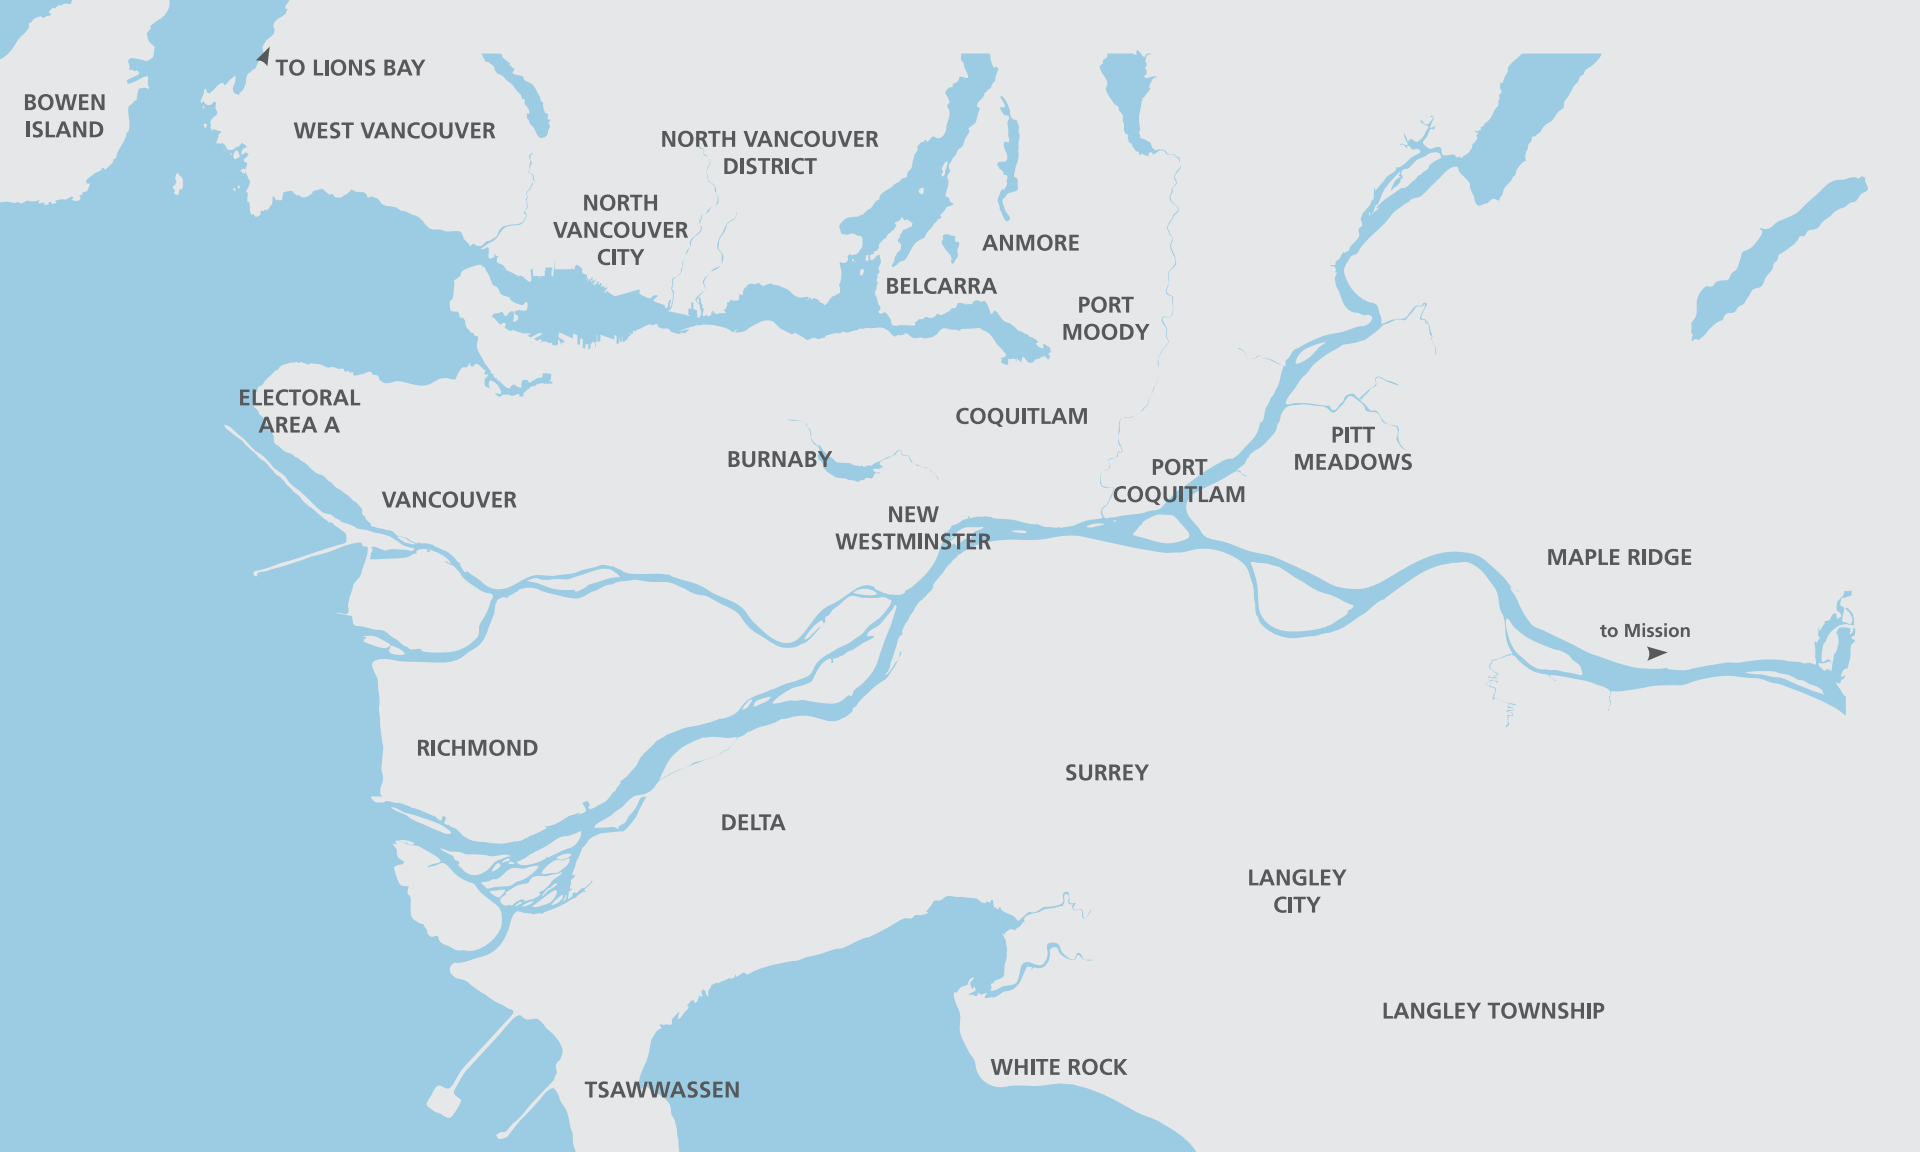 TO LIONS BAY
BOWEN
ISLAND
WEST VANCOUVER
NORTH VANCOUVER
DISTRICT
NORTH
VANCOUVER
CITY
ANMORE
BELCARRA
PORT
MOODY
ELECTORAL
AREA A
COQUITLAM
PITT
MEADOWS
BURNABY
PORT
COQUITLAM
VANCOUVER
NEW
WESTMINSTER
MAPLE RIDGE
to Mission
RICHMOND
SURREY
DELTA
LANGLEY
CITY
LANGLEY TOWNSHIP
WHITE ROCK
TSAWWASSEN